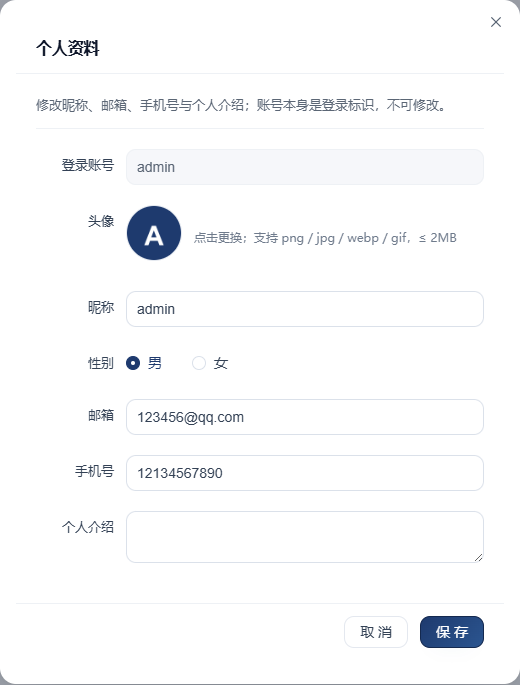 个人资料
修改昵称、邮箱、手机号与个人介绍；账号本身是登录标识，不可修改。
登录账号 admin
头像 A 点击更换：支持 png / jpg / webp / gif，≤ 2MB
昵称 admin
性别 男 女
邮箱 123456@qq.com
手机号 12134567890
个人介绍
取 消 保 存